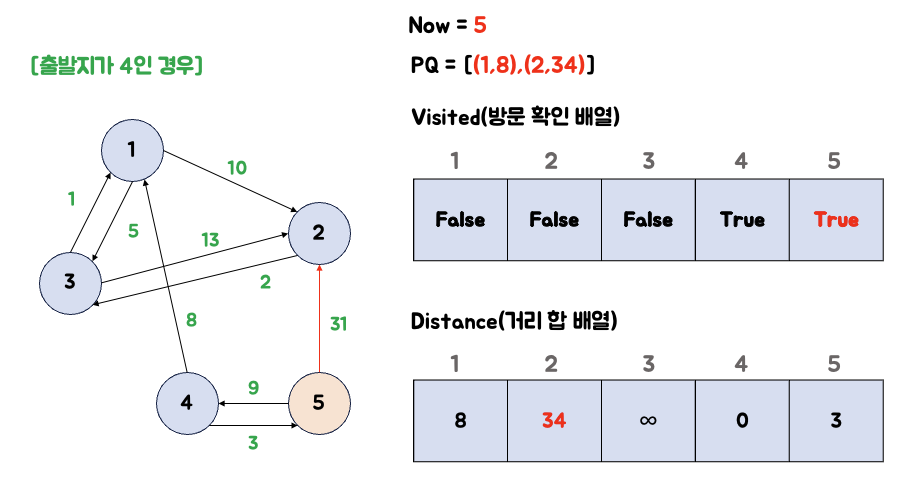 Now = 5
[출발지가 4인 경우]
PQ = [(1,8),(2,34)]
Visited(방문 확인 배열)
1 2 3 4 5
False False False True True
Distance(거리 합 배열)
1 2 3 4 5
8 34 ∞ 0 3
1
10
1
5
2
13
3
2
8
31
9
4
5
3